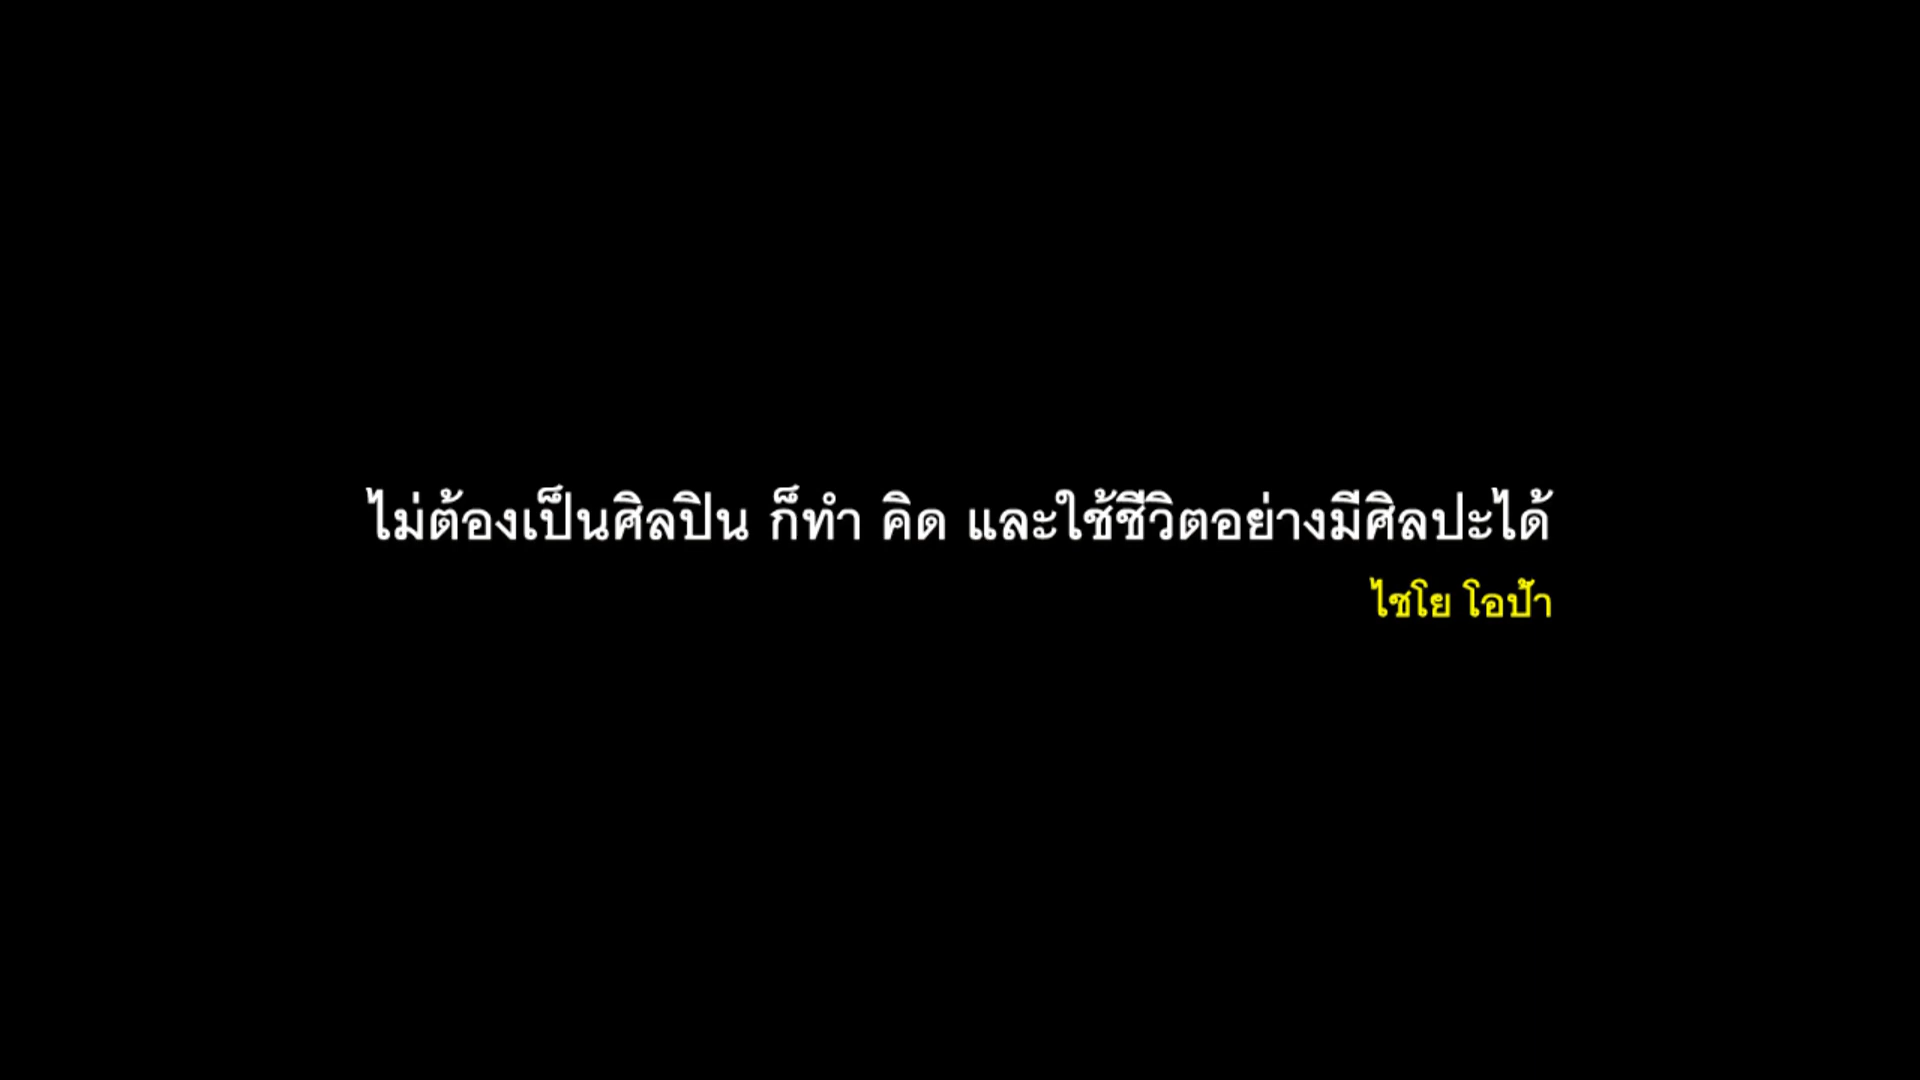 ไม่ต้องเป็นศิลปิน ก็ทำ คิด และใช้ชีวิตอย่างมีศิลปะได้
ไชโย โอป้า